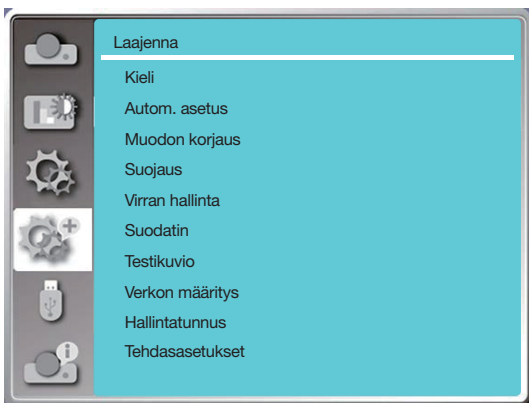 Laajenna
Kieli
Autom. asetus
Muodon korjaus
Suojaus
Virran hallinta
Suodatin
Testikuvio
Verkon määritys
Hallintatunnus
Tehdasasetukset